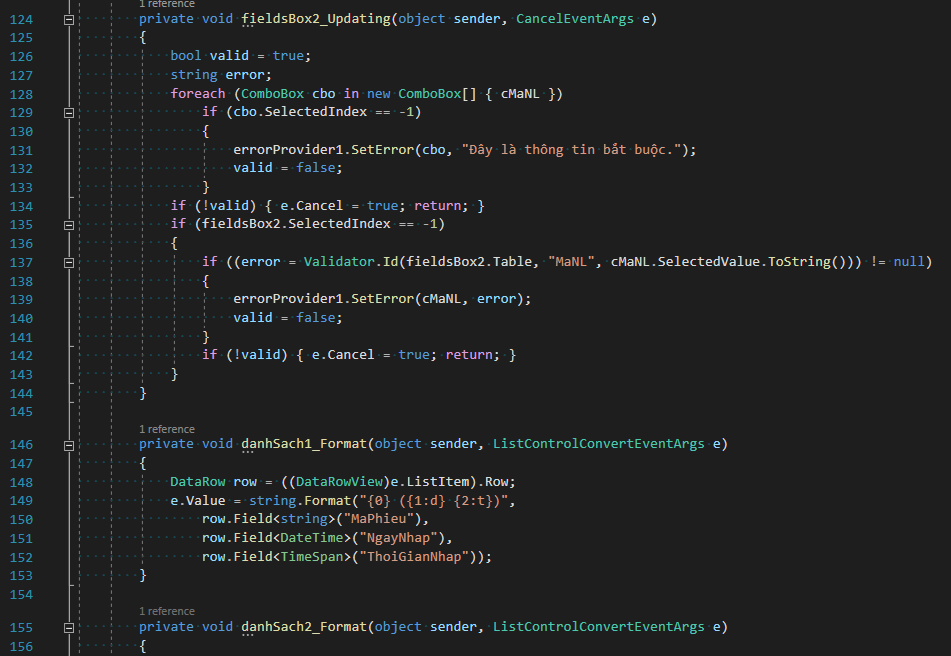 1 reference
124 private void fieldsBox2_Updating(object sender, CancelEventArgs e)
125 {
126 bool valid = true;
127 string error;
128 foreach (ComboBox cbo in new ComboBox[] { cMaNL })
129 if (cbo.SelectedIndex == -1)
130 {
131 errorProvider1.SetError(cbo, "Đây là thông tin bắt buộc.");
132 valid = false;
133 }
134 if (!valid) { e.Cancel = true; return; }
135 if (fieldsBox2.SelectedIndex == -1)
136 {
137 if ((error = Validator.Id(fieldsBox2.Table, "MaNL", cMaNL.SelectedValue.ToString())) != null)
138 {
139 errorProvider1.SetError(cMaNL, error);
140 valid = false;
141 }
142 if (!valid) { e.Cancel = true; return; }
143 }
144 }
145
1 reference
146 private void danhSach1_Format(object sender, ListControlConvertEventArgs e)
147 {
148 DataRow row = ((DataRowView)e.ListItem).Row;
149 e.Value = string.Format("{0} ({1:d} {2:t})",
150 row.Field<string>("MaPhieu"),
151 row.Field<DateTime>("NgayNhap"),
152 row.Field<TimeSpan>("ThoiGianNhap"));
153 }
154
1 reference
155 private void danhSach2_Format(object sender, ListControlConvertEventArgs e)
156 {